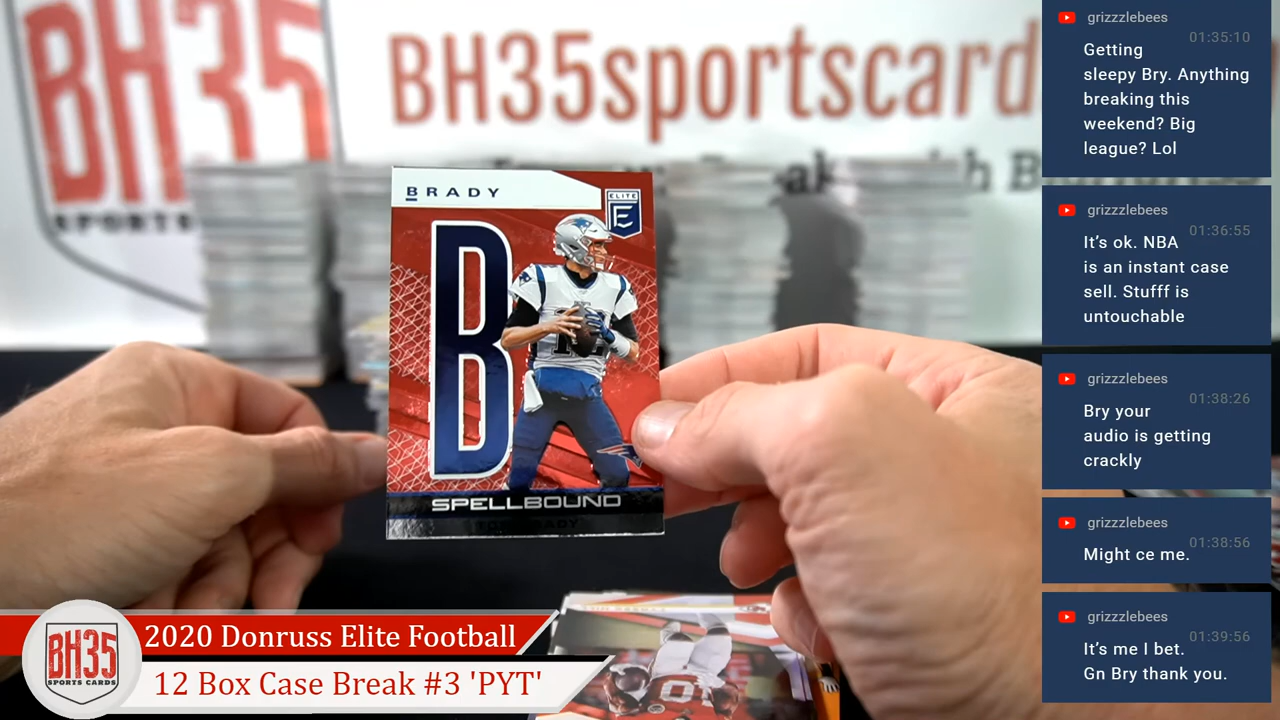 BH35
SPORTS
BH35sportscard
BRADY
ELITE
E
B
SPELLBOUND
BH35
SPORTS CARDS
2020 Donruss Elite Football
12 Box Case Break #3 'PYT'
grizzzlebees
01:35:10
Getting
sleepy Bry. Anything
breaking this
weekend? Big
league? Lol
grizzzlebees
01:36:55
It's ok. NBA
is an instant case
sell. Stufff is
untouchable
grizzzlebees
01:38:26
Bry your
audio is getting
crackly
grizzzlebees
01:38:56
Might ce me.
grizzzlebees
01:39:56
It's me I bet.
Gn Bry thank you.